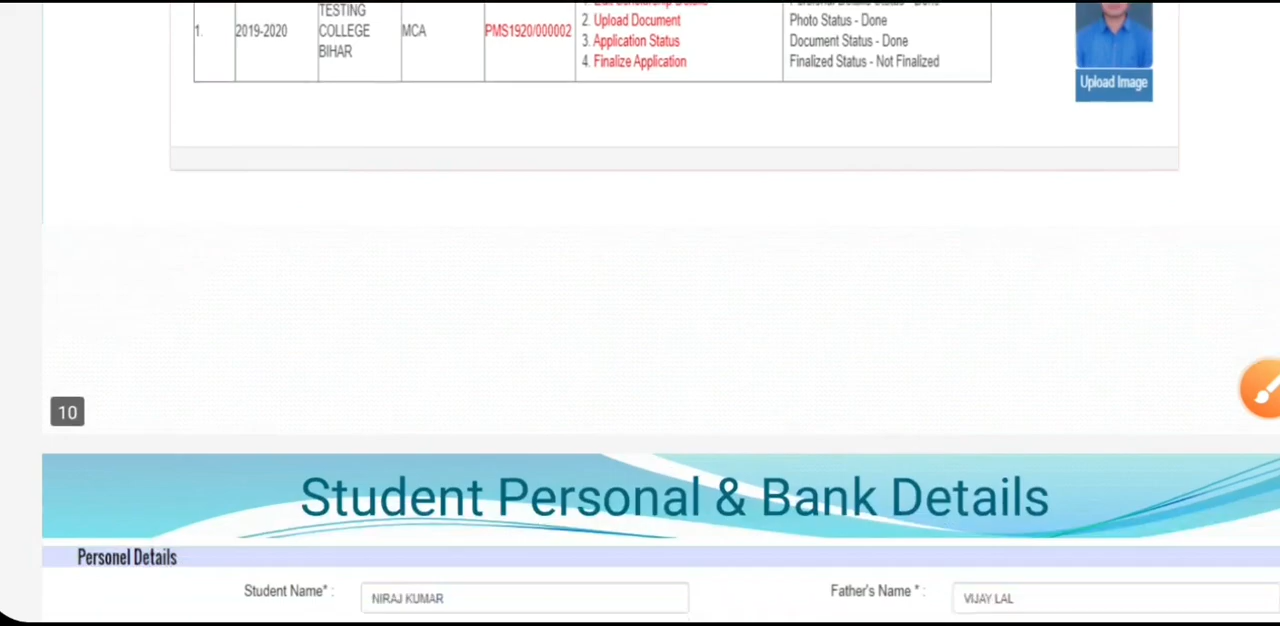 TESTING
1. 2019-2020 COLLEGE MCA PMS1920/000002
BIHAR
2. Upload Document
3. Application Status
4. Finalize Application
Photo Status - Done
Document Status - Done
Finalized Status - Not Finalized
Upload Image
10
Student Personal & Bank Details
Personel Details
Student Name* : NIRAJ KUMAR Father's Name * : VIJAY LAL